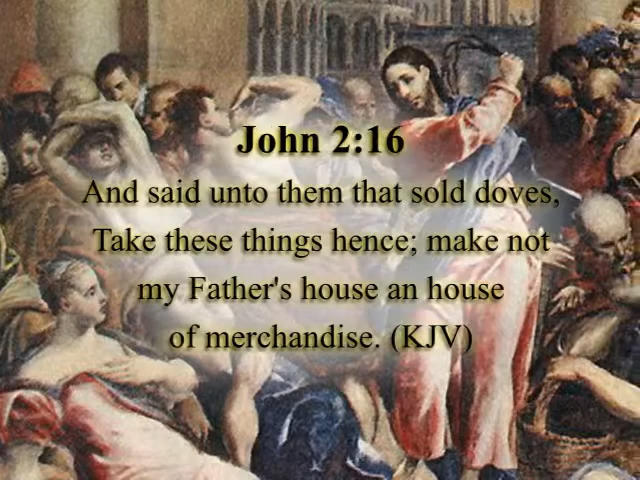 John 2:16
And said unto them that sold doves,
Take these things hence; make not
my Father's house an house
of merchandise. (KJV)